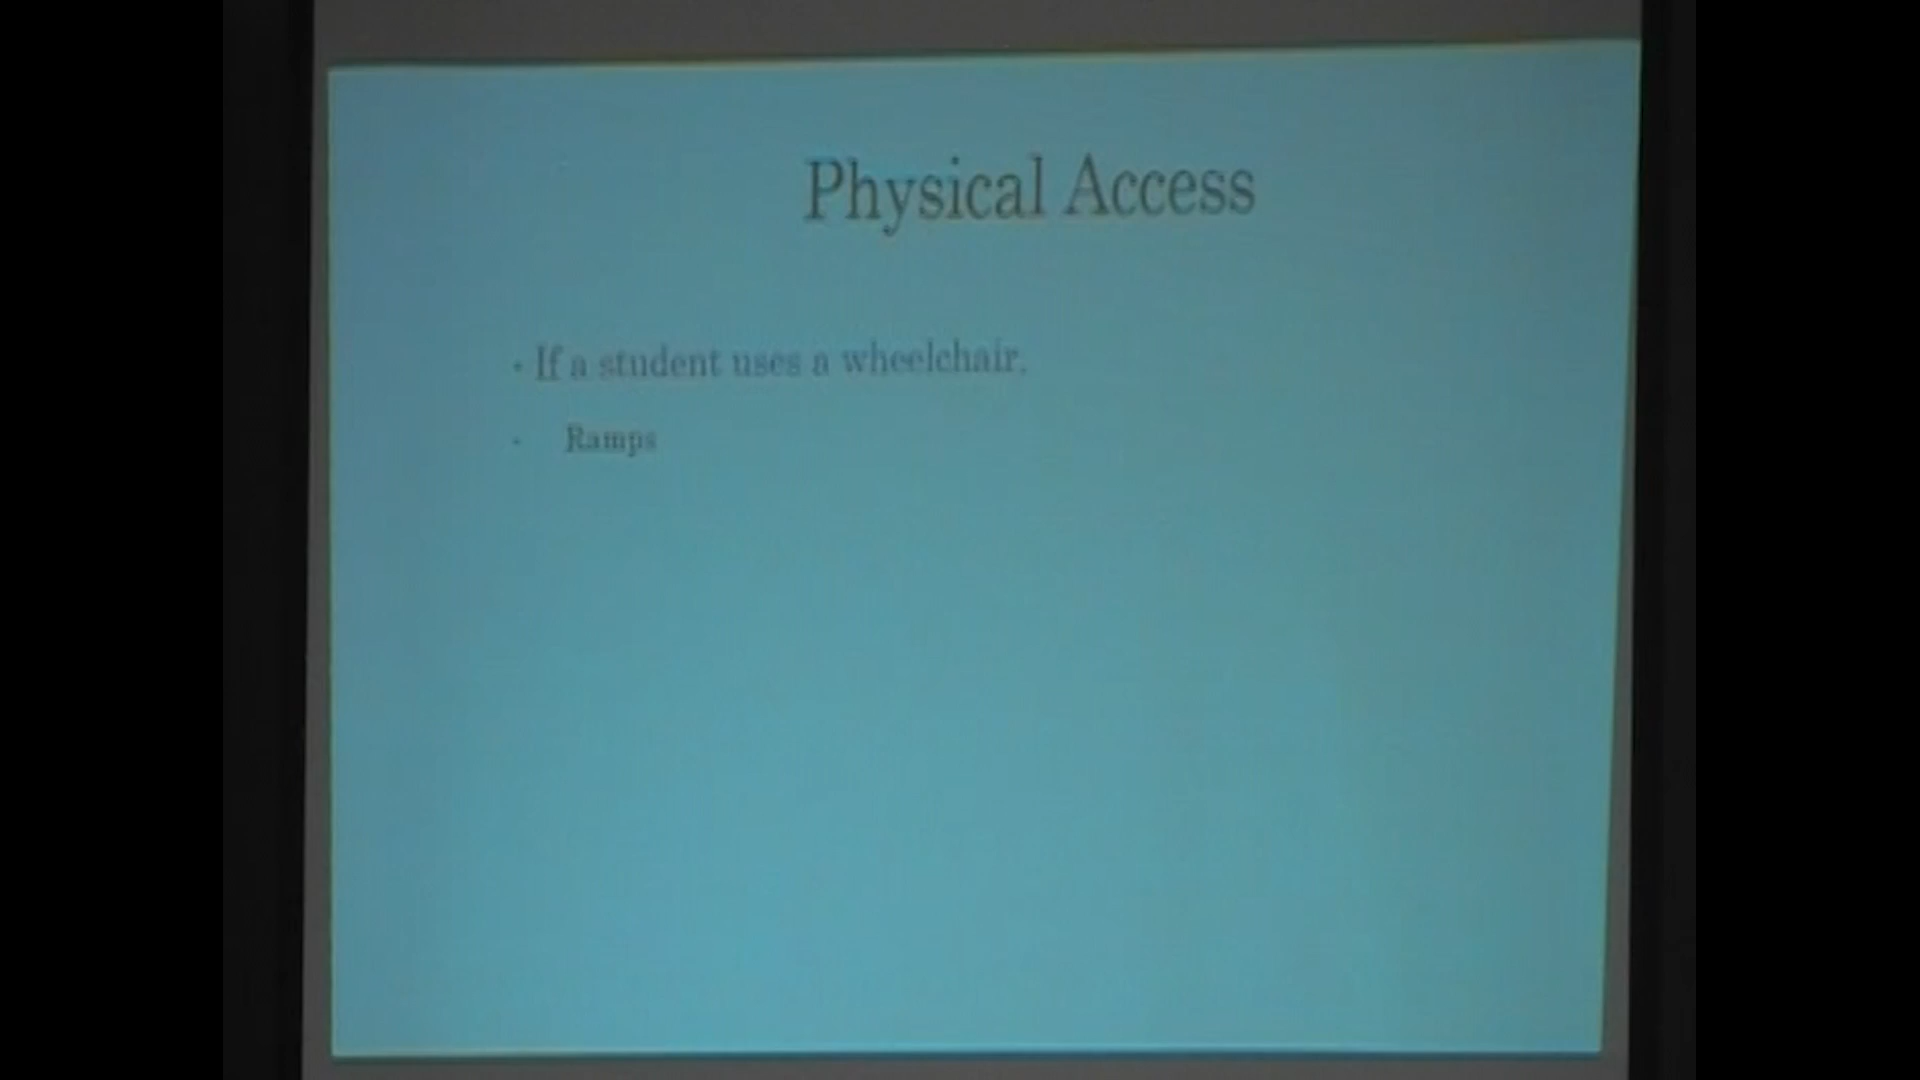 Physical Access
- If a student uses a wheelchair,
- Ramps